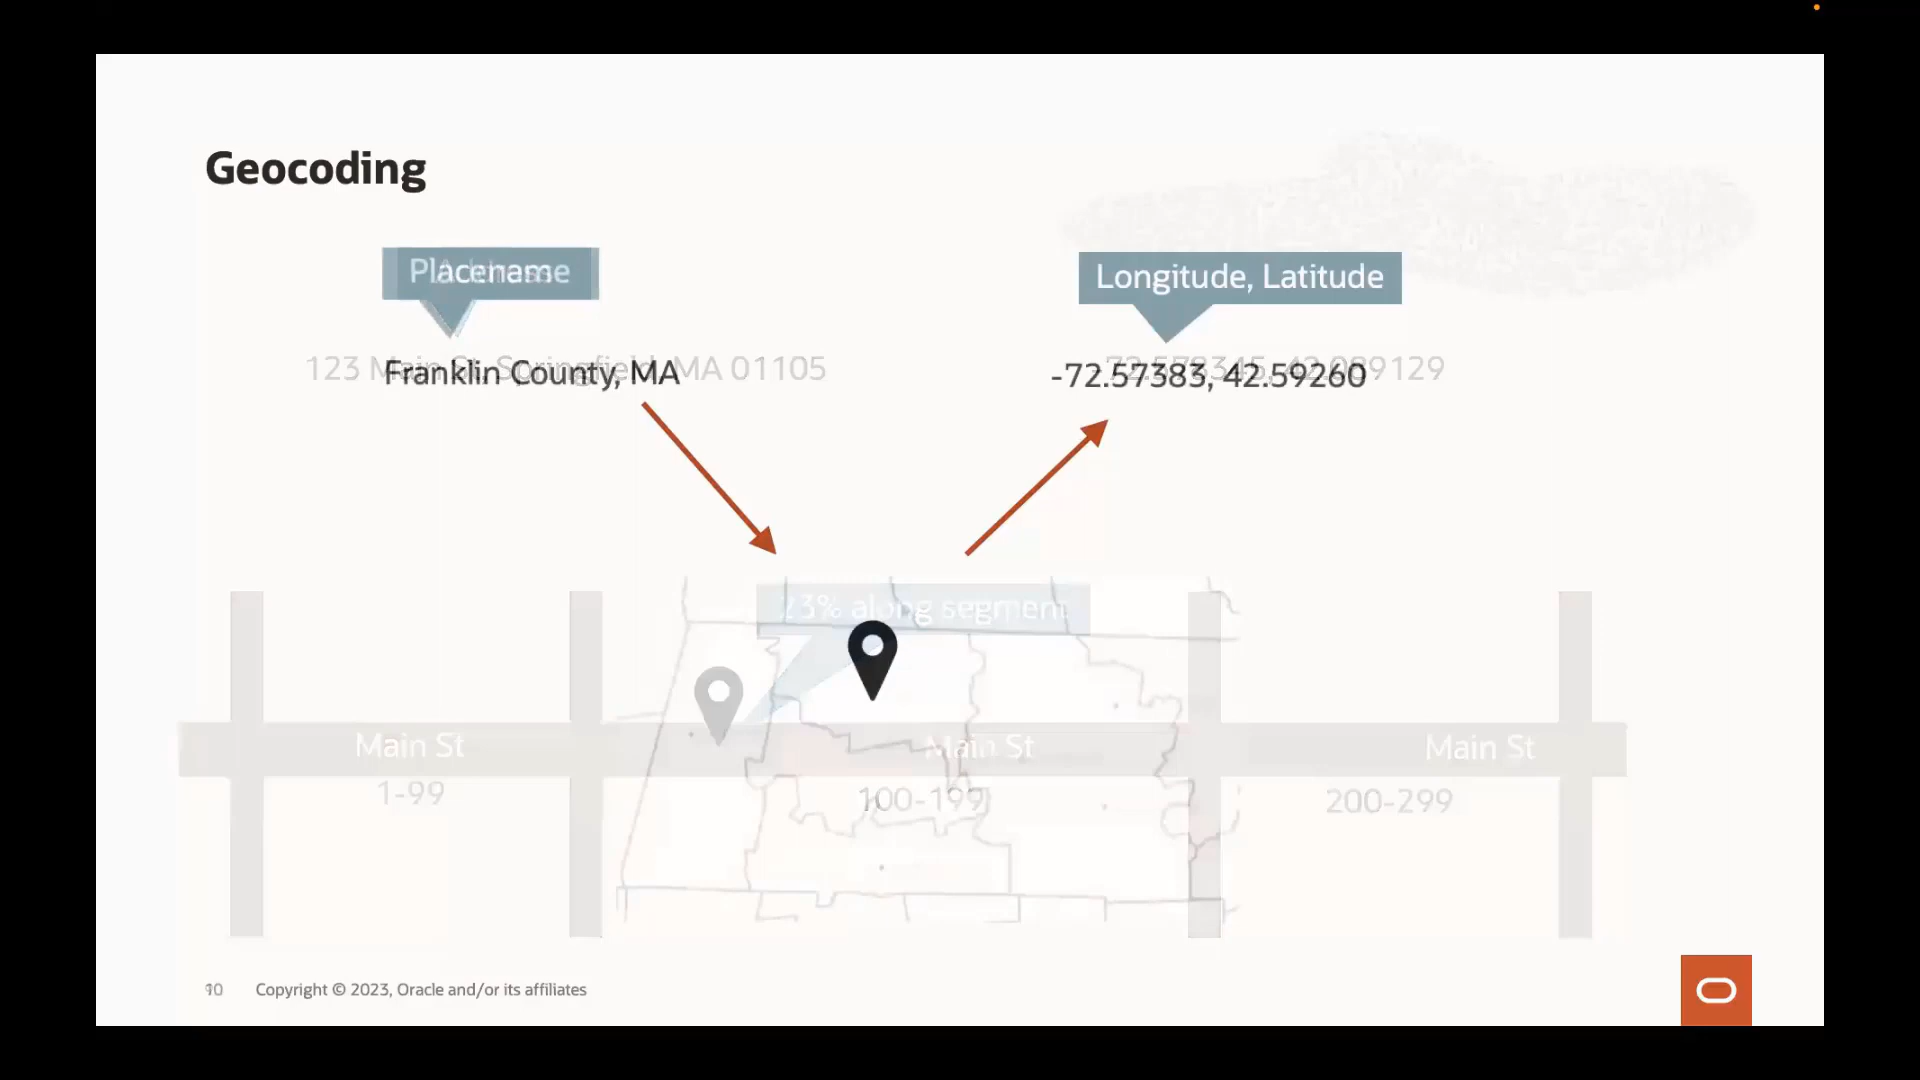 Geocoding
Placename
Longitude, Latitude
123 Main St, Springfield, MA 01105
Franklin County, MA
-72.57383, 42.59260
23% along segment
Main St
Main St
Main St
1-99
100-199
200-299
10
Copyright © 2023, Oracle and/or its affiliates